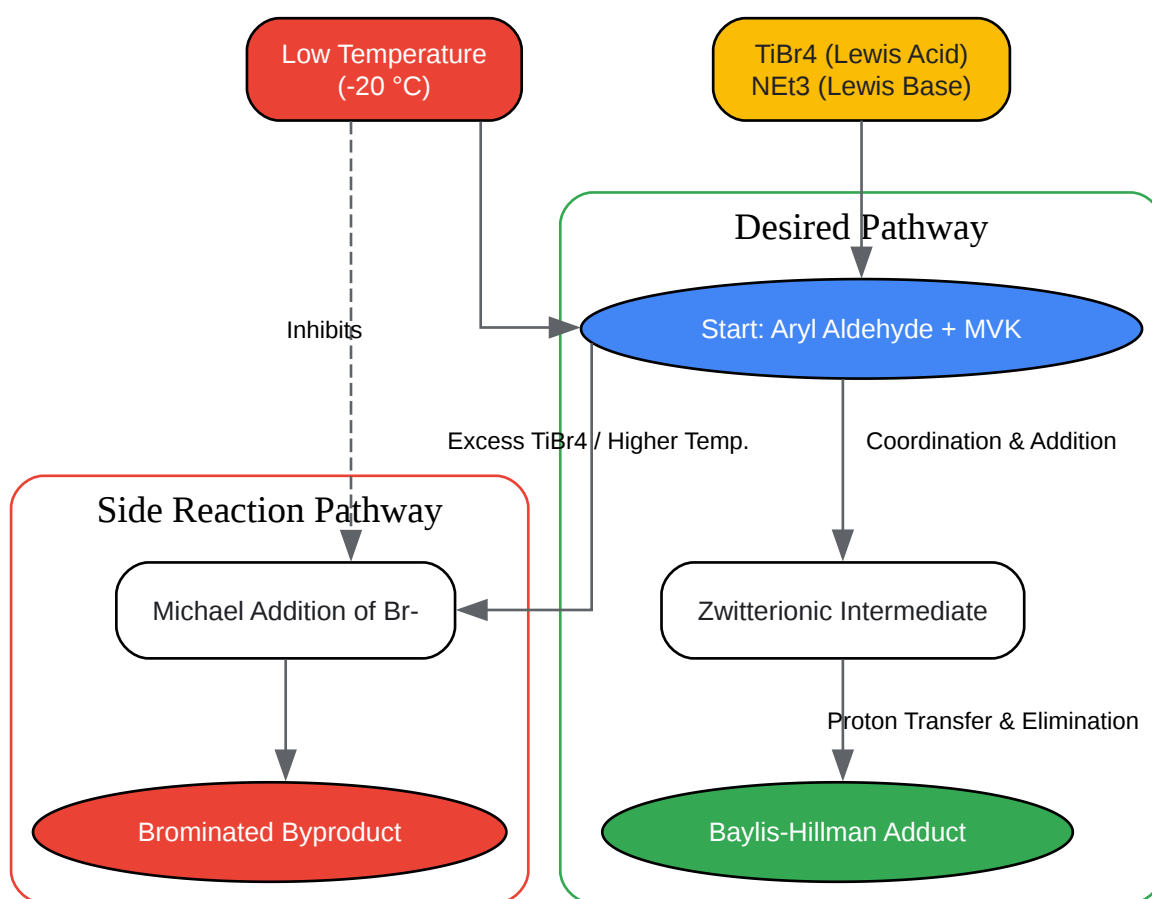 Low Temperature
(-20 °C)
TiBr4 (Lewis Acid)
NEt3 (Lewis Base)
Desired Pathway
Start: Aryl Aldehyde + MVK
Inhibits
Excess TiBr4 / Higher Temp.
Coordination & Addition
Side Reaction Pathway
Michael Addition of Br-
Zwitterionic Intermediate
Proton Transfer & Elimination
Brominated Byproduct
Baylis-Hillman Adduct